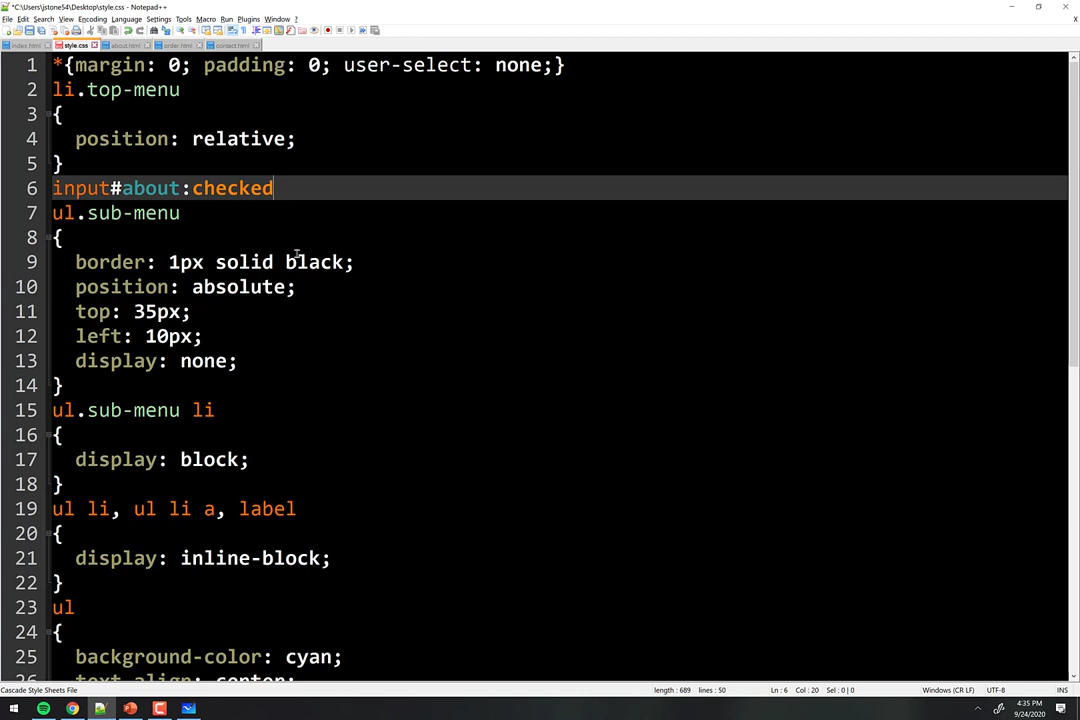 *C:\Users\jstone54\Desktop\style.css - Notepad++
File Edit Search View Encoding Language Settings Tools Macro Run Plugins Window ? X
index.html style.css about.html order.html contact.html
1 *{margin: 0; padding: 0; user-select: none;}
2 li.top-menu
3 {
4 position: relative;
5 }
6 input#about:checked
7 ul.sub-menu
8 {
9 border: 1px solid black;
10 position: absolute;
11 top: 35px;
12 left: 10px;
13 display: none;
14 }
15 ul.sub-menu li
16 {
17 display: block;
18 }
19 ul li, ul li a, label
20 {
21 display: inline-block;
22 }
23 ul
24 {
25 background-color: cyan;
26 text-align: center;
Cascade Style Sheets File length : 689 lines : 50 Ln : 6 Col : 20 Sel : 0 | 0 Windows (CR LF) UTF-8 INS
4:35 PM
9/24/2020